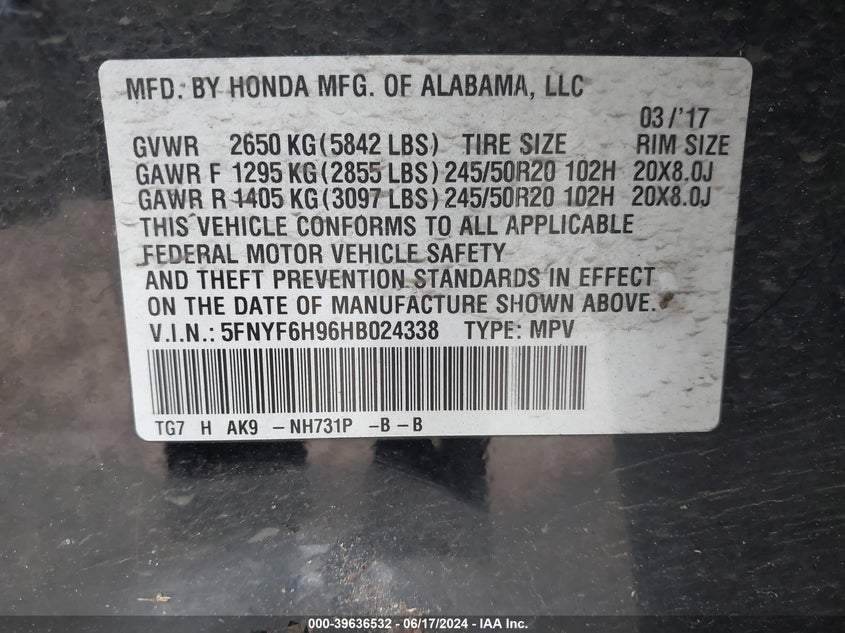 MFD. BY HONDA MFG. OF ALABAMA, LLC
03/'17
GVWR 2650 KG (5842 LBS) TIRE SIZE RIM SIZE
GAWR F 1295 KG (2855 LBS) 245/50R20 102H 20X8.0J
GAWR R 1405 KG (3097 LBS) 245/50R20 102H 20X8.0J
THIS VEHICLE CONFORMS TO ALL APPLICABLE
FEDERAL MOTOR VEHICLE SAFETY
AND THEFT PREVENTION STANDARDS IN EFFECT
ON THE DATE OF MANUFACTURE SHOWN ABOVE.
V.I.N.: 5FNYF6H96HB024338 TYPE: MPV
TG7 H AK9 -NH731P -B-B
000-39636532 - 06/17/2024 - IAA Inc.